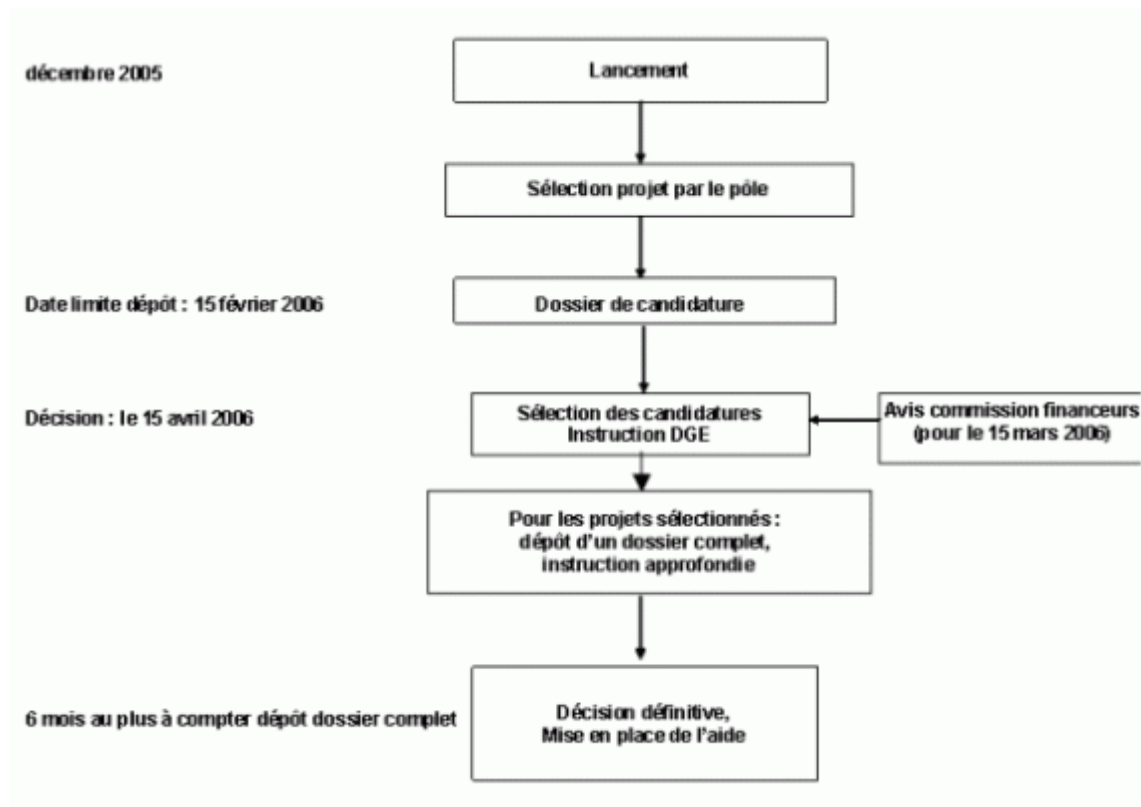 décembre 2005
Lancement
Sélection projet par le pôle
Date limite dépôt : 15 février 2006
Dossier de candidature
Décision : le 15 avril 2006
Sélection des candidatures
Instruction DGE
Avis commission financeurs
(pour le 15 mars 2006)
Pour les projets sélectionnés :
dépôt d'un dossier complet,
instruction approfondie
6 mois au plus à compter dépôt dossier complet
Décision définitive,
Mise en place de l'aide